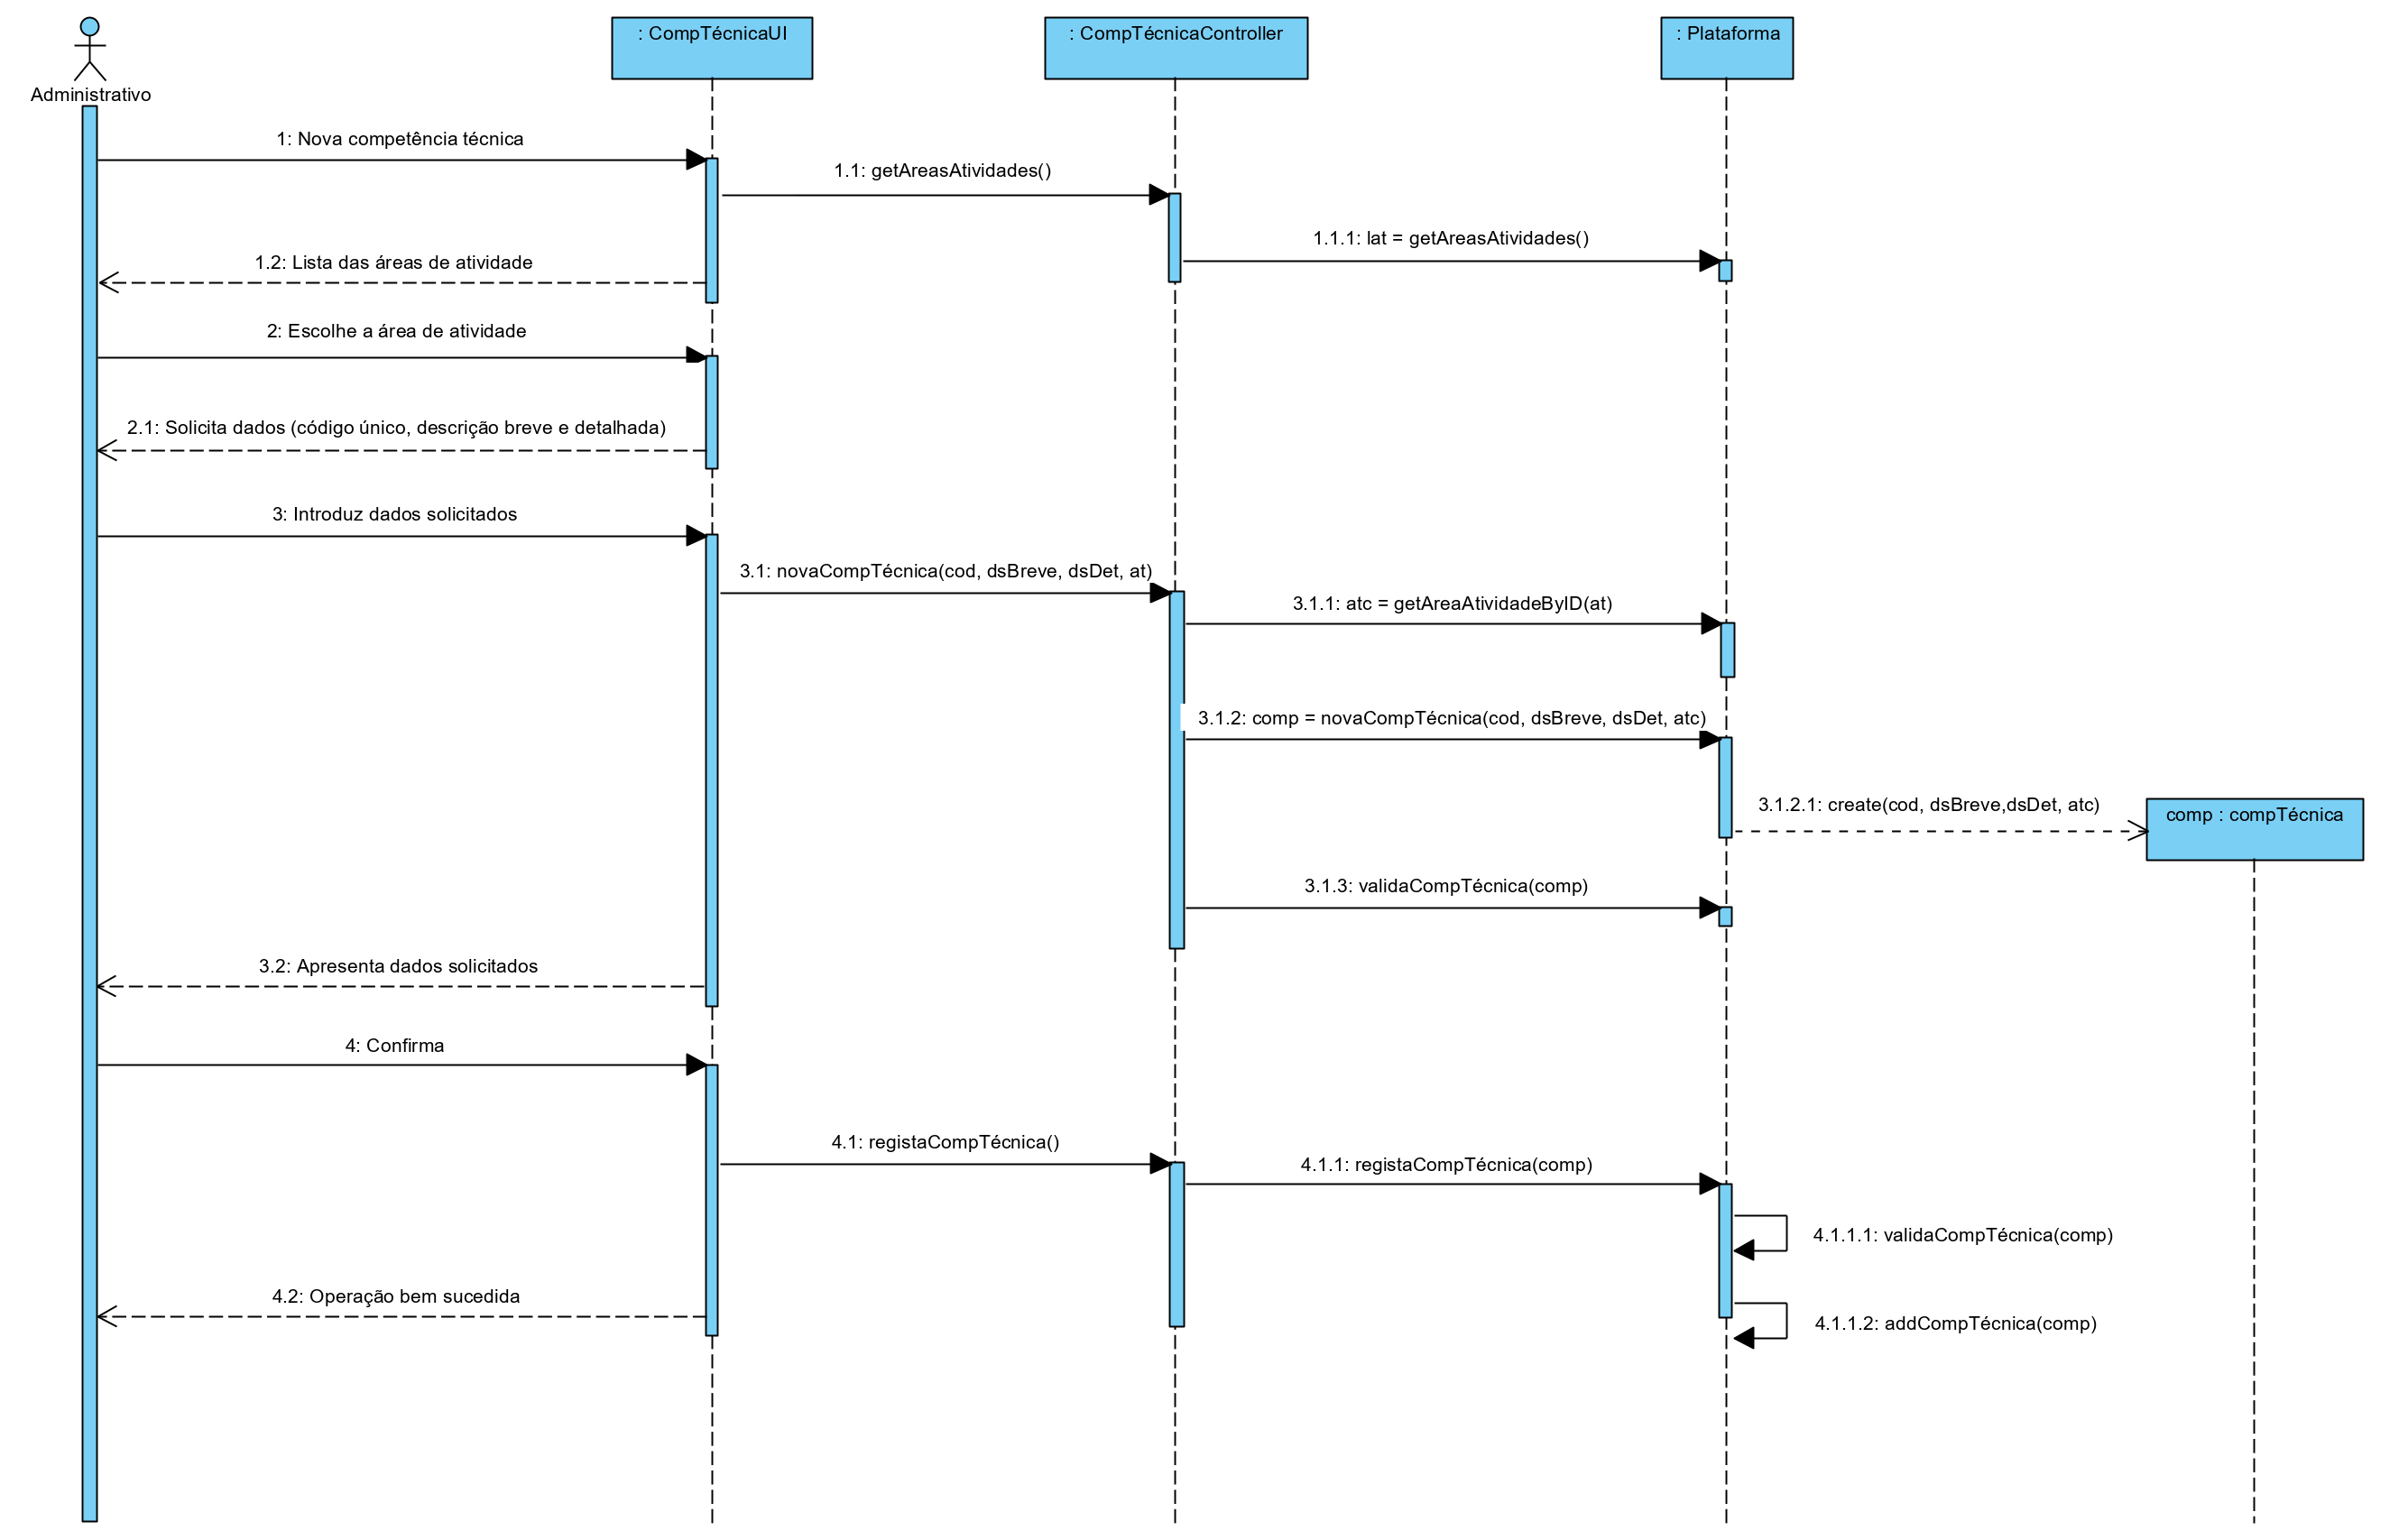 : CompTécnicaUI
: CompTécnicaController
: Plataforma
Administrativo
1: Nova competência técnica
1.1: getAreasAtividades()
1.1.1: lat = getAreasAtividades()
1.2: Lista das áreas de atividade
2: Escolhe a área de atividade
2.1: Solicita dados (código único, descrição breve e detalhada)
3: Introduz dados solicitados
3.1: novaCompTécnica(cod, dsBreve, dsDet, at)
3.1.1: atc = getAreaAtividadeByID(at)
3.1.2: comp = novaCompTécnica(cod, dsBreve, dsDet, atc)
3.1.2.1: create(cod, dsBreve,dsDet, atc)
comp : compTécnica
3.1.3: validaCompTécnica(comp)
3.2: Apresenta dados solicitados
4: Confirma
4.1: registaCompTécnica()
4.1.1: registaCompTécnica(comp)
4.1.1.1: validaCompTécnica(comp)
4.2: Operação bem sucedida
4.1.1.2: addCompTécnica(comp)